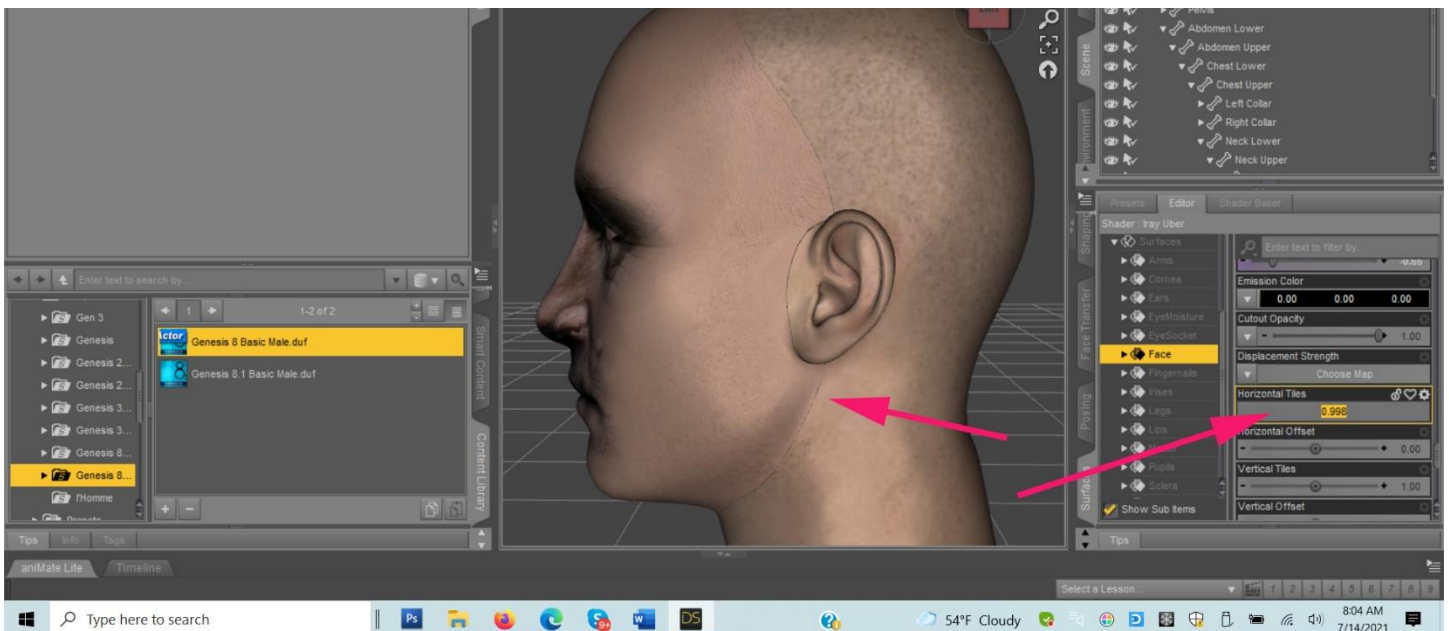 Pelvis
Abdomen Lower
Abdomen Upper
Chest Lower
Chest Upper
Left Collar
Right Collar
Neck Lower
Neck Upper
Scene
Environment
Presets Editor Shader Baker
Shader : Iray Uber
Shaping
Face Transfer
Posing
Surfaces
Surfaces
Arms
Cornea
Ears
EyeMoisture
EyeSocket
Face
Fingernails
Irises
Legs
Lips
Mouth
Pupils
Sclera
Show Sub Items
Enter text to filter by...
-0.65
Emission Color
0.00 0.00 0.00
Cutout Opacity
1.00
Displacement Strength
Choose Map
Horizontal Tiles
0.998
Horizontal Offset
0.00
Vertical Tiles
1.00
Vertical Offset
Tips
Enter text to search by...
Gen 3
Genesis
Genesis 2...
Genesis 2...
Genesis 3...
Genesis 3...
Genesis 8...
Genesis 8...
l'Homme
1
1-2 of 2
Genesis 8 Basic Male.duf
Genesis 8.1 Basic Male.duf
Smart Content
Content Library
Tips Info Tags
aniMate Lite Timeline
Select a Lesson...
1 2 3 4 5 6 7 8 9
Type here to search
Ps
9+
W
DS
54°F Cloudy
8:04 AM
7/14/2021